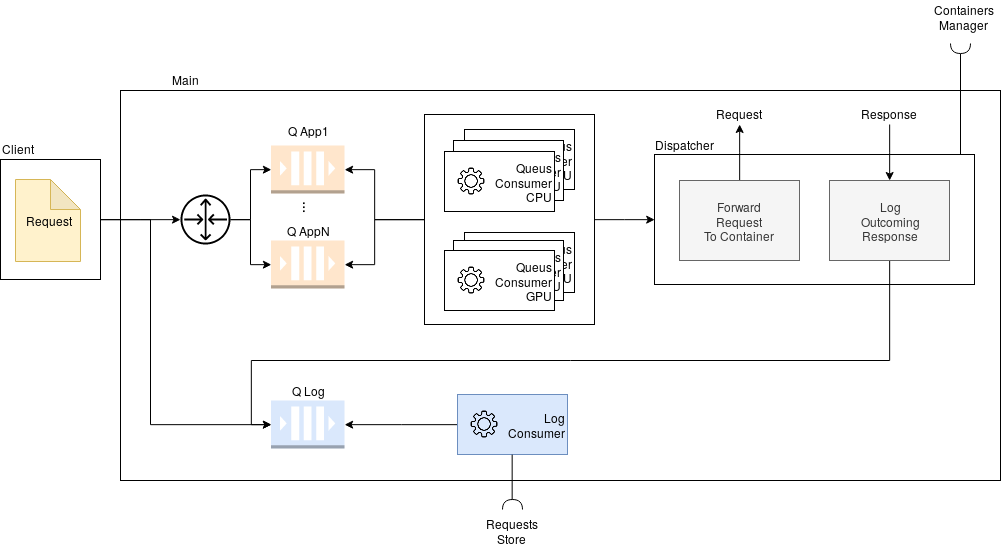 Containers
Manager
Main
Client
Request
Q App1
⋮
Q AppN
Queus
Consumer
CPU
Queus
Consumer
GPU
Request
Response
Dispatcher
Forward
Request
To Container
Log
Outcoming
Response
Q Log
Log
Consumer
Requests
Store